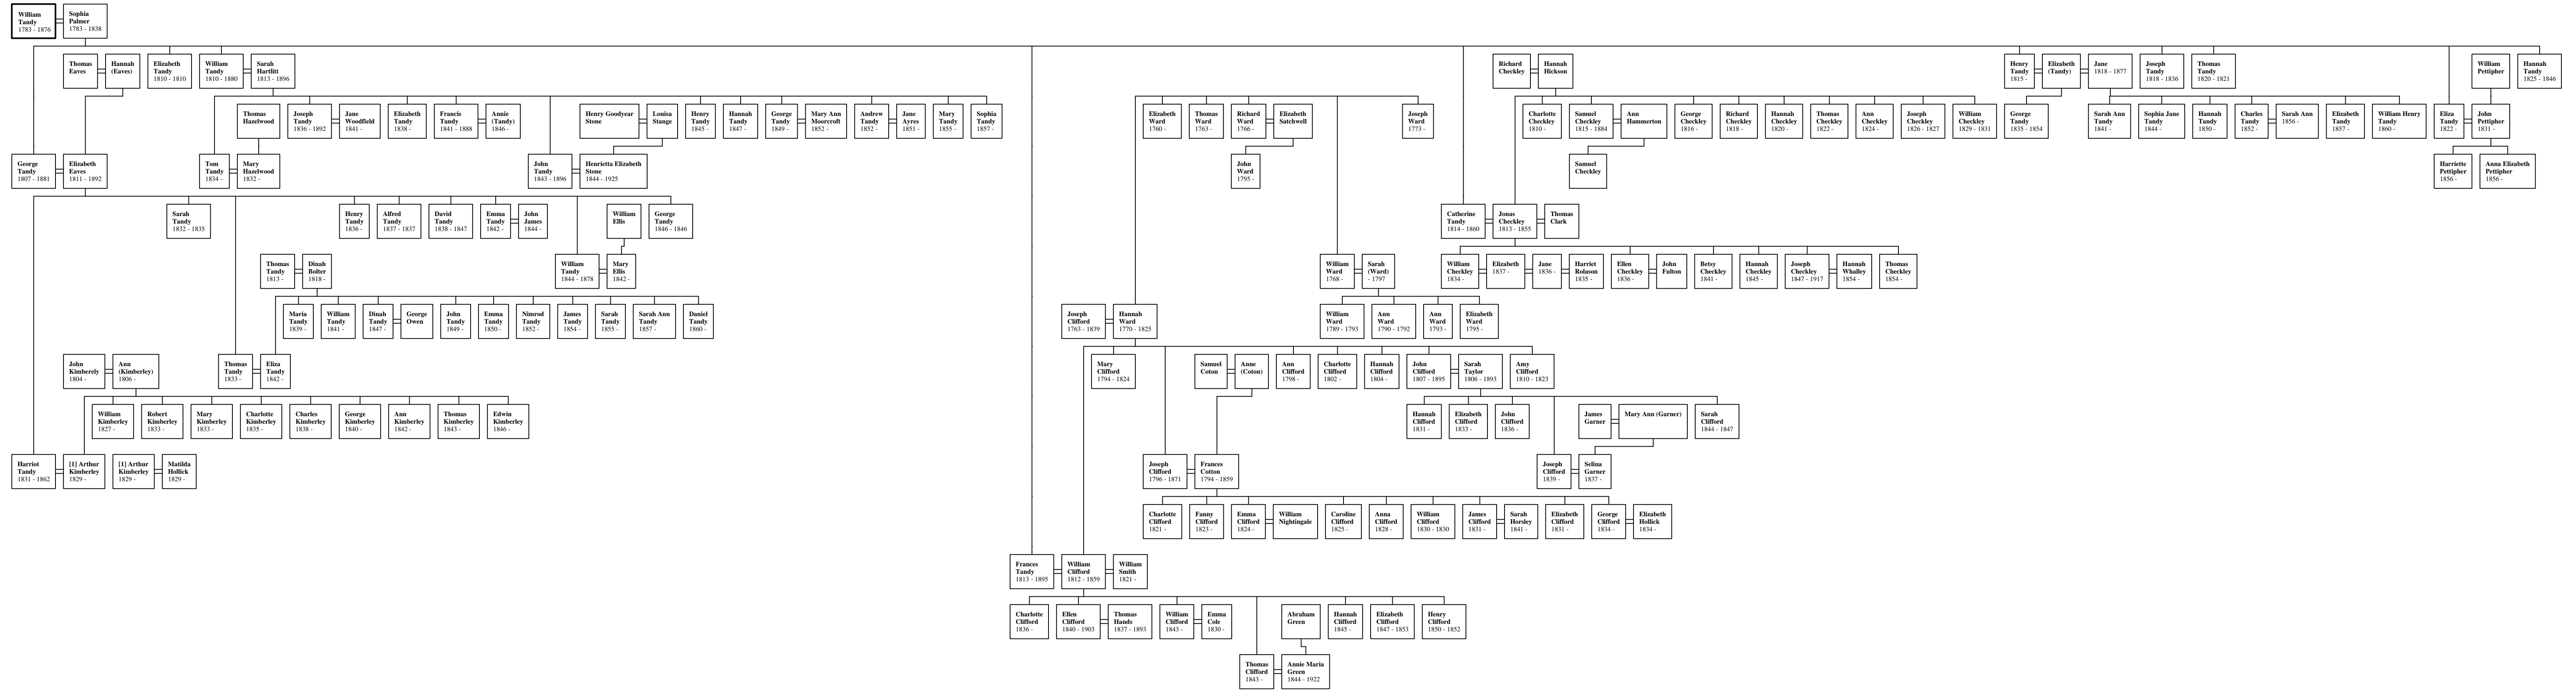 William
Tandy
1783 - 1876
Sophia
Palmer
1783 - 1838
Thomas
Eaves
Hannah
(Eaves)
Elizabeth
Tandy
1810 - 1810
William
Tandy
1810 - 1880
Sarah
Hartlitt
1813 - 1896
Richard
Checkley
Hannah
Hickson
Henry
Tandy
1815 -
Elizabeth
(Tandy)
Jane
1818 - 1877
Joseph
Tandy
1818 - 1836
Thomas
Tandy
1820 - 1821
William
Pettipher
Hannah
Tandy
1825 - 1846
Thomas
Hazelwood
Joseph
Tandy
1836 - 1892
Jane
Woodfield
1841 -
Elizabeth
Tandy
1838 -
Francis
Tandy
1841 - 1888
Annie
(Tandy)
1846 -
Henry Goodyear
Stone
Louisa
Stange
Henry
Tandy
1845 -
Hannah
Tandy
1847 -
George
Tandy
1849 -
Mary Ann
Moorcroft
1852 -
Andrew
Tandy
1852 -
Jane
Ayres
1851 -
Mary
Tandy
1855 -
Sophia
Tandy
1857 -
Elizabeth
Ward
1760 -
Thomas
Ward
1763 -
Richard
Ward
1766 -
Elizabeth
Satchwell
Joseph
Ward
1773 -
Charlotte
Checkley
1810 -
Samuel
Checkley
1815 - 1884
Ann
Hammerton
George
Checkley
1816 -
Richard
Checkley
1818 -
Hannah
Checkley
1820 -
Thomas
Checkley
1822 -
Ann
Checkley
1824 -
Joseph
Checkley
1826 - 1827
William
Checkley
1829 - 1831
George
Tandy
1835 - 1854
Sarah Ann
Tandy
1841 -
Sophia Jane
Tandy
1844 -
Hannah
Tandy
1850 -
Charles
Tandy
1852 -
Sarah Ann
1856 -
Elizabeth
Tandy
1857 -
William Henry
Tandy
1860 -
Eliza
Tandy
1822 -
John
Pettipher
1831 -
George
Tandy
1807 - 1881
Elizabeth
Eaves
1811 - 1892
Tom
Tandy
1834 -
Mary
Hazelwood
1832 -
John
Tandy
1843 - 1896
Henrietta Elizabeth
Stone
1844 - 1925
John
Ward
1795 -
Samuel
Checkley
Harriette
Pettipher
1856 -
Anna Elizabeth
Pettipher
1856 -
Sarah
Tandy
1832 - 1835
Henry
Tandy
1836 -
Alfred
Tandy
1837 - 1837
David
Tandy
1838 - 1847
Emma
Tandy
1842 -
John
James
1844 -
William
Ellis
George
Tandy
1846 - 1846
Catherine
Tandy
1814 - 1860
Jonas
Checkley
1813 - 1855
Thomas
Clark
Thomas
Tandy
1813 -
Dinah
Bolter
1818 -
William
Tandy
1844 - 1878
Mary
Ellis
1842 -
William
Ward
1768 -
Sarah
(Ward)
- 1797
William
Checkley
1834 -
Elizabeth
1837 -
Jane
1836 -
Harriet
Rolason
1835 -
Ellen
Checkley
1836 -
John
Fulton
Betsy
Checkley
1841 -
Hannah
Checkley
1845 -
Joseph
Checkley
1847 - 1917
Hannah
Whalley
1854 -
Thomas
Checkley
1854 -
Maria
Tandy
1839 -
William
Tandy
1841 -
Dinah
Tandy
1847 -
George
Owen
John
Tandy
1849 -
Emma
Tandy
1850 -
Nimrod
Tandy
1852 -
James
Tandy
1854 -
Sarah
Tandy
1855 -
Sarah Ann
Tandy
1857 -
Daniel
Tandy
1860 -
Joseph
Clifford
1763 - 1839
Hannah
Ward
1770 - 1825
William
Ward
1789 - 1793
Ann
Ward
1790 - 1792
Ann
Ward
1793 -
Elizabeth
Ward
1795 -
John
Kimberely
1804 -
Ann
(Kimberley)
1806 -
Thomas
Tandy
1833 -
Eliza
Tandy
1842 -
Mary
Clifford
1794 - 1824
Samuel
Coton
Anne
(Coton)
Ann
Clifford
1798 -
Charlotte
Clifford
1802 -
Hannah
Clifford
1804 -
John
Clifford
1807 - 1895
Sarah
Taylor
1806 - 1893
Amy
Clifford
1810 - 1823
William
Kimberley
1827 -
Robert
Kimberley
1833 -
Mary
Kimberley
1833 -
Charlotte
Kimberley
1835 -
Charles
Kimberley
1838 -
George
Kimberley
1840 -
Ann
Kimberley
1842 -
Thomas
Kimberley
1843 -
Edwin
Kimberley
1846 -
Hannah
Clifford
1831 -
Elizabeth
Clifford
1833 -
John
Clifford
1836 -
James
Garner
Mary Ann (Garner)
Sarah
Clifford
1844 - 1847
Harriot
Tandy
1831 - 1862
[1] Arthur
Kimberley
1829 -
[1] Arthur
Kimberley
1829 -
Matilda
Hollick
1829 -
Joseph
Clifford
1796 - 1871
Frances
Cotton
1794 - 1859
Joseph
Clifford
1839 -
Selina
Garner
1837 -
Charlotte
Clifford
1821 -
Fanny
Clifford
1823 -
Emma
Clifford
1824 -
William
Nightingale
Caroline
Clifford
1825 -
Anna
Clifford
1828 -
William
Clifford
1830 - 1830
James
Clifford
1831 -
Sarah
Horsley
1841 -
Elizabeth
Clifford
1831 -
George
Clifford
1834 -
Elizabeth
Hollick
1834 -
Frances
Tandy
1813 - 1895
William
Clifford
1812 - 1859
William
Smith
1821 -
Charlotte
Clifford
1836 -
Ellen
Clifford
1840 - 1903
Thomas
Hands
1837 - 1893
William
Clifford
1843 -
Emma
Cole
1830 -
Abraham
Green
Hannah
Clifford
1845 -
Elizabeth
Clifford
1847 - 1853
Henry
Clifford
1850 - 1852
Thomas
Clifford
1843 -
Annie Maria
Green
1844 - 1922